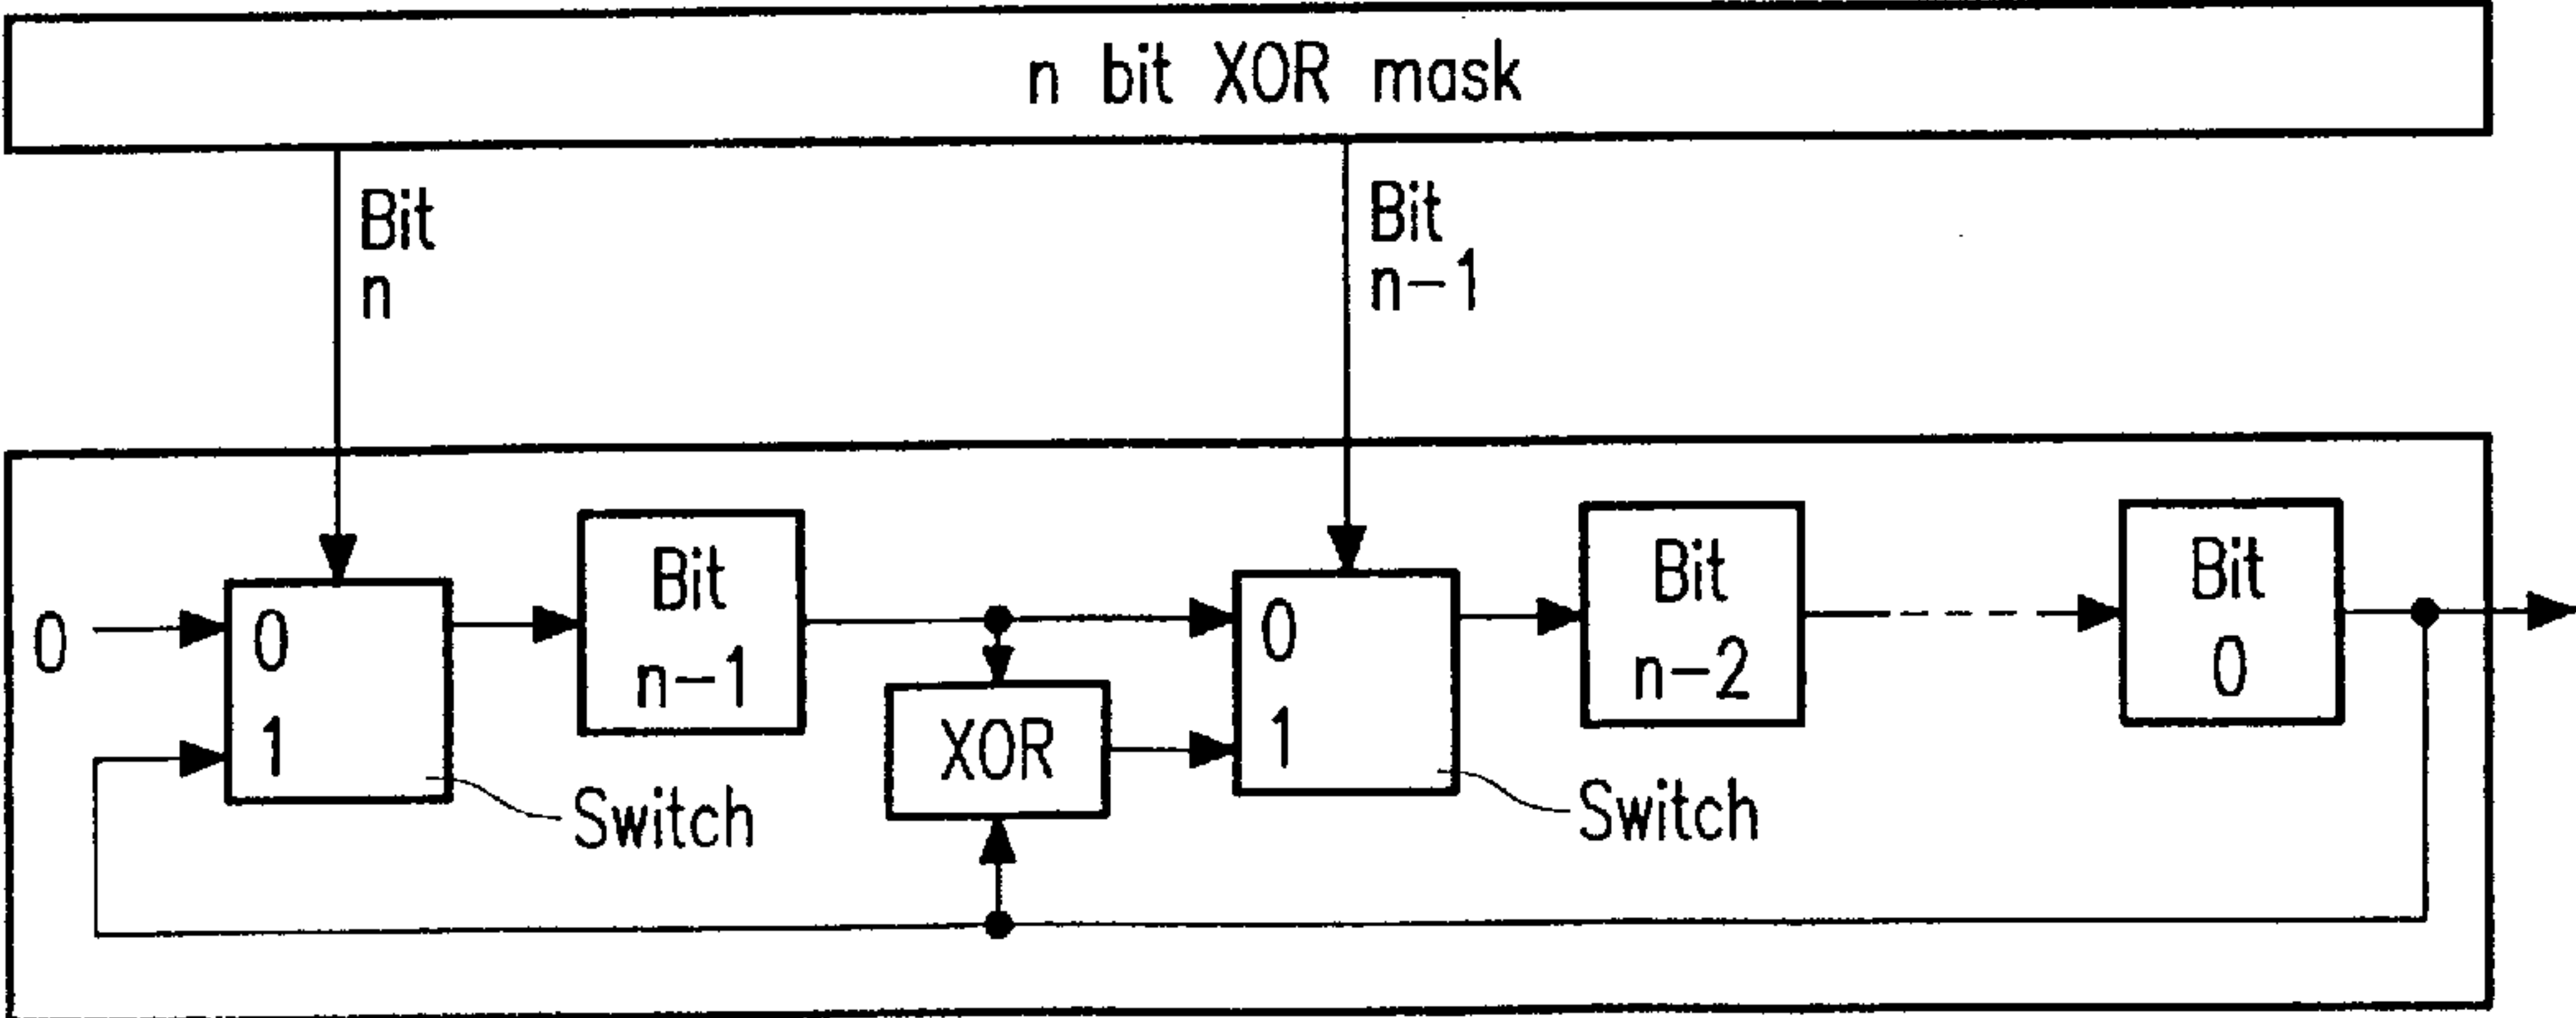 n bit XOR mask
Bit
n
Bit
n-1
0
0
1
Switch
Bit
n-1
XOR
0
1
Switch
Bit
n-2
Bit
0